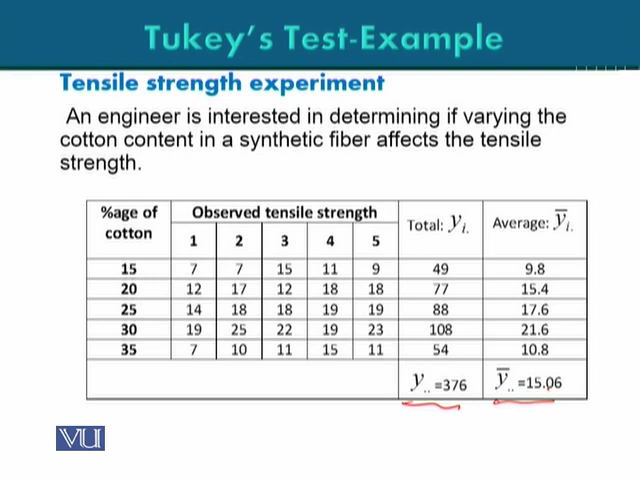 Tukey's Test-Example
Tensile strength experiment
An engineer is interested in determining if varying the
cotton content in a synthetic fiber affects the tensile
strength.
%age of cotton Observed tensile strength Total: yi. Average: ȳi.
1 2 3 4 5
15 7 7 15 11 9 49 9.8
20 12 17 12 18 18 77 15.4
25 14 18 18 19 19 88 17.6
30 19 25 22 19 23 108 21.6
35 7 10 11 15 11 54 10.8
y.. =376 ȳ.. =15.06
VU